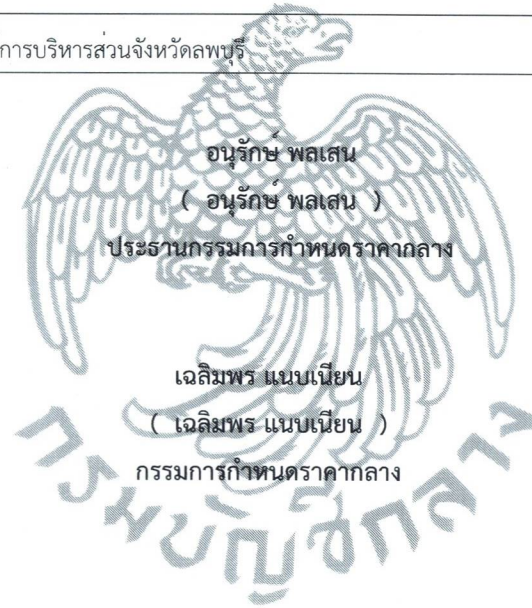 การบริหารส่วนจังหวัดลพบุรี
อนุรักษ์ พลเสน
( อนุรักษ์ พลเสน )
ประธานกรรมการกำหนดราคากลาง
เฉลิมพร แนบเนียน
( เฉลิมพร แนบเนียน )
กรรมการกำหนดราคากลาง
กรมบัญชีกลาง